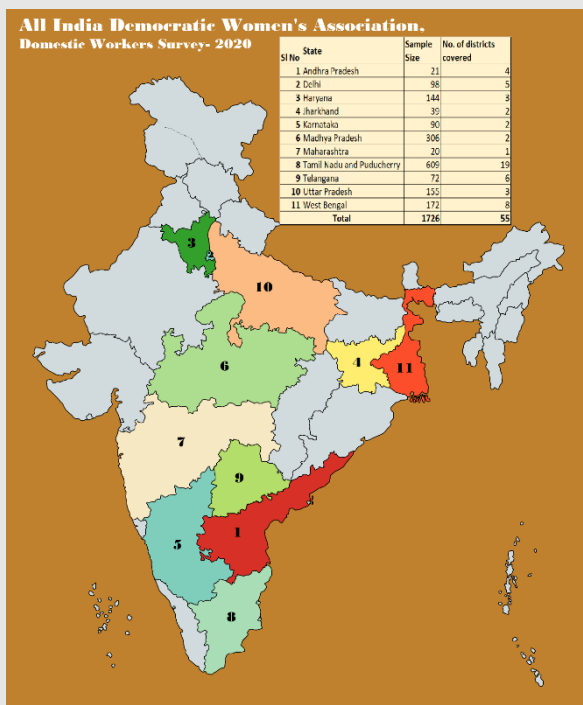 All India Democratic Women's Association,
Domestic Workers Survey- 2020
Sl No State Sample Size No. of districts covered
1 Andhra Pradesh 21 4
2 Delhi 98 5
3 Haryana 144 3
4 Jharkhand 39 2
5 Karnataka 90 2
6 Madhya Pradesh 306 2
7 Maharashtra 20 1
8 Tamil Nadu and Puducherry 609 19
9 Telangana 72 6
10 Uttar Pradesh 155 3
11 West Bengal 172 8
Total 1726 55
3
2
10
6
4
11
7
9
1
5
8